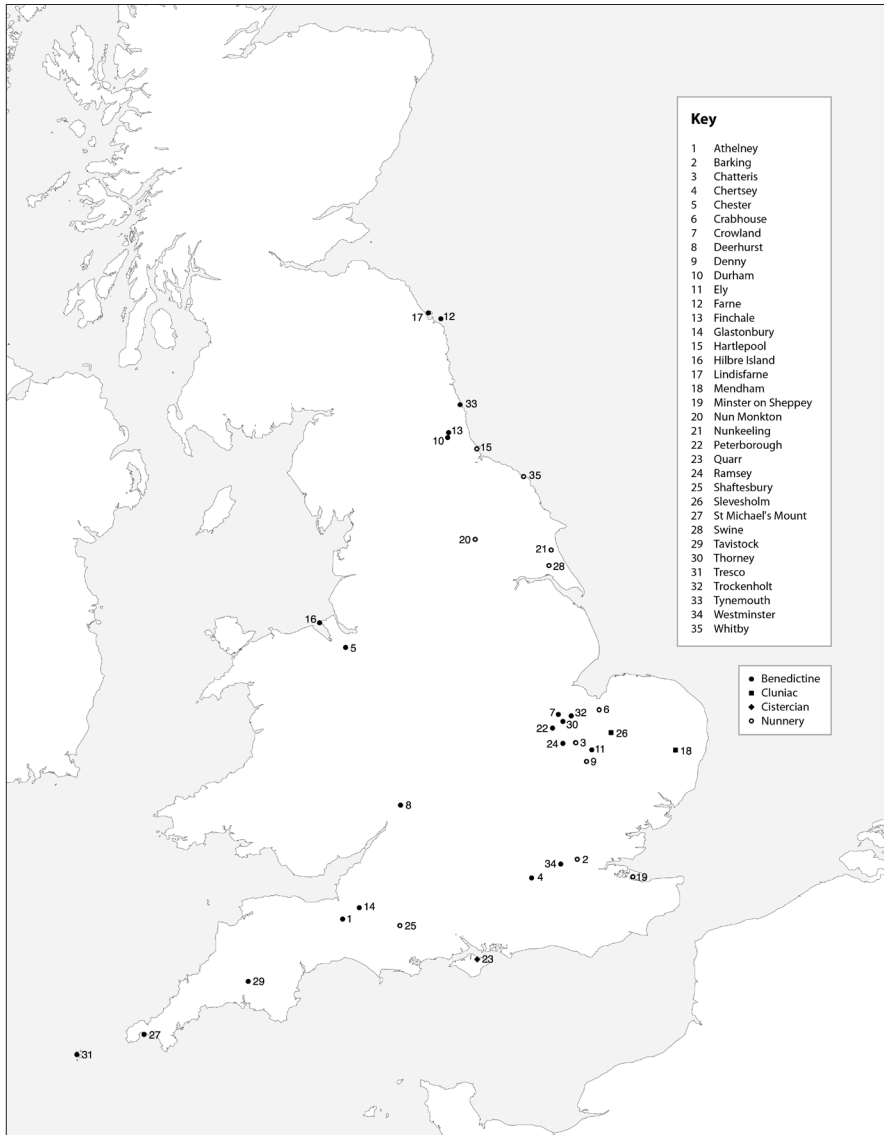 Key
1 Athelney
2 Barking
3 Chatteris
4 Chertsey
5 Chester
6 Crabhouse
7 Crowland
8 Deerhurst
9 Denny
10 Durham
11 Ely
12 Farne
13 Finchale
14 Glastonbury
15 Hartlepool
16 Hilbre Island
17 Lindisfarne
18 Mendham
19 Minster on Sheppey
20 Nun Monkton
21 Nunkeeling
22 Peterborough
23 Quarr
24 Ramsey
25 Shaftesbury
26 Slevesholm
27 St Michael's Mount
28 Swine
29 Tavistock
30 Thorney
31 Tresco
32 Trockenholt
33 Tynemouth
34 Westminster
35 Whitby
Benedictine
Cluniac
Cistercian
Nunnery
17 12
33
13
10
15
35
20
21
28
16
5
6
7 32
30
22
26
24 3
11 18
9
8
2
34
4 19
14
1
25
23
29
27
31